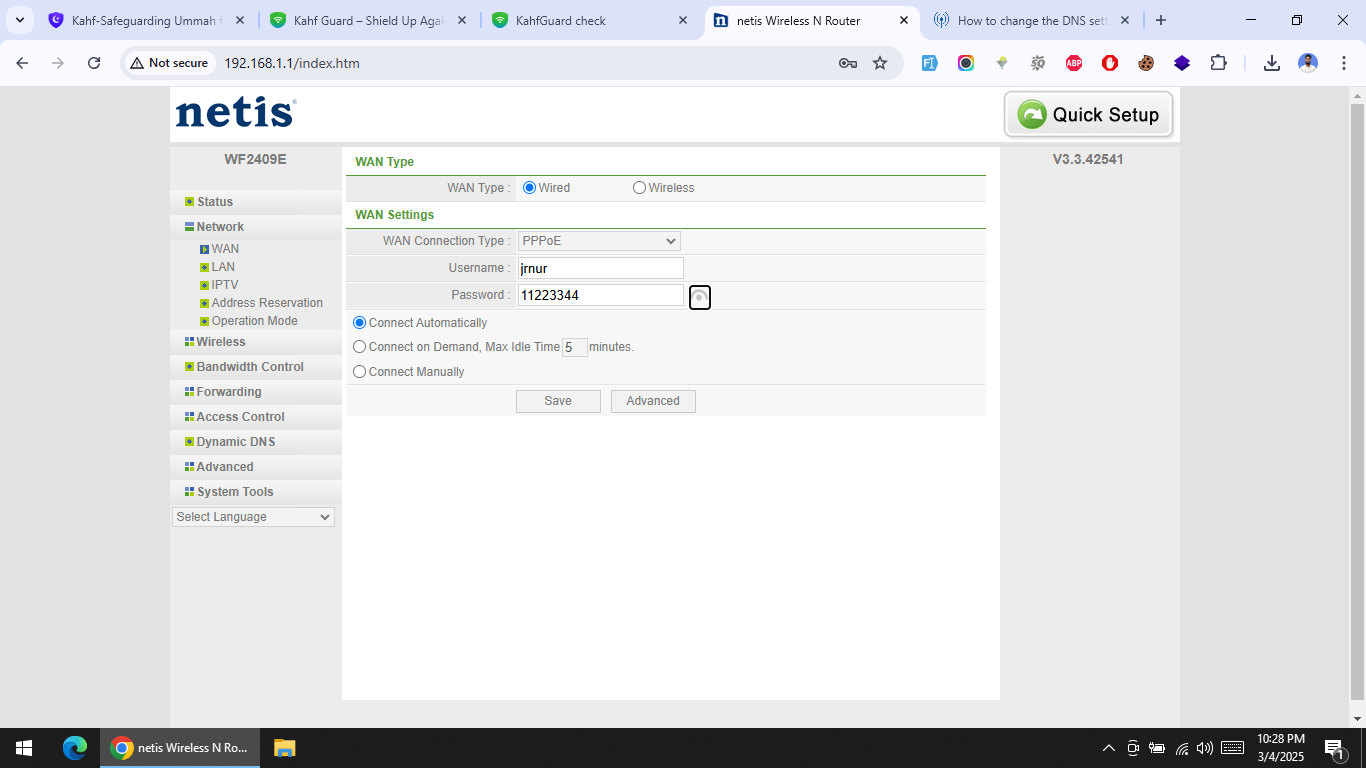 Kahf-Safeguarding Ummah f
Kahf Guard – Shield Up Agai
KahfGuard check
netis Wireless N Router
How to change the DNS sett
Not secure
192.168.1.1/index.htm
ABP
netis
Quick Setup
WF2409E
V3.3.42541
Status
Network
WAN
LAN
IPTV
Address Reservation
Operation Mode
Wireless
Bandwidth Control
Forwarding
Access Control
Dynamic DNS
Advanced
System Tools
Select Language
WAN Type
WAN Type : Wired Wireless
WAN Settings
WAN Connection Type : PPPoE
Username : jrnur
Password : 11223344
Connect Automatically
Connect on Demand, Max Idle Time 5 minutes.
Connect Manually
Save Advanced
netis Wireless N Ro...
10:28 PM
3/4/2025
1